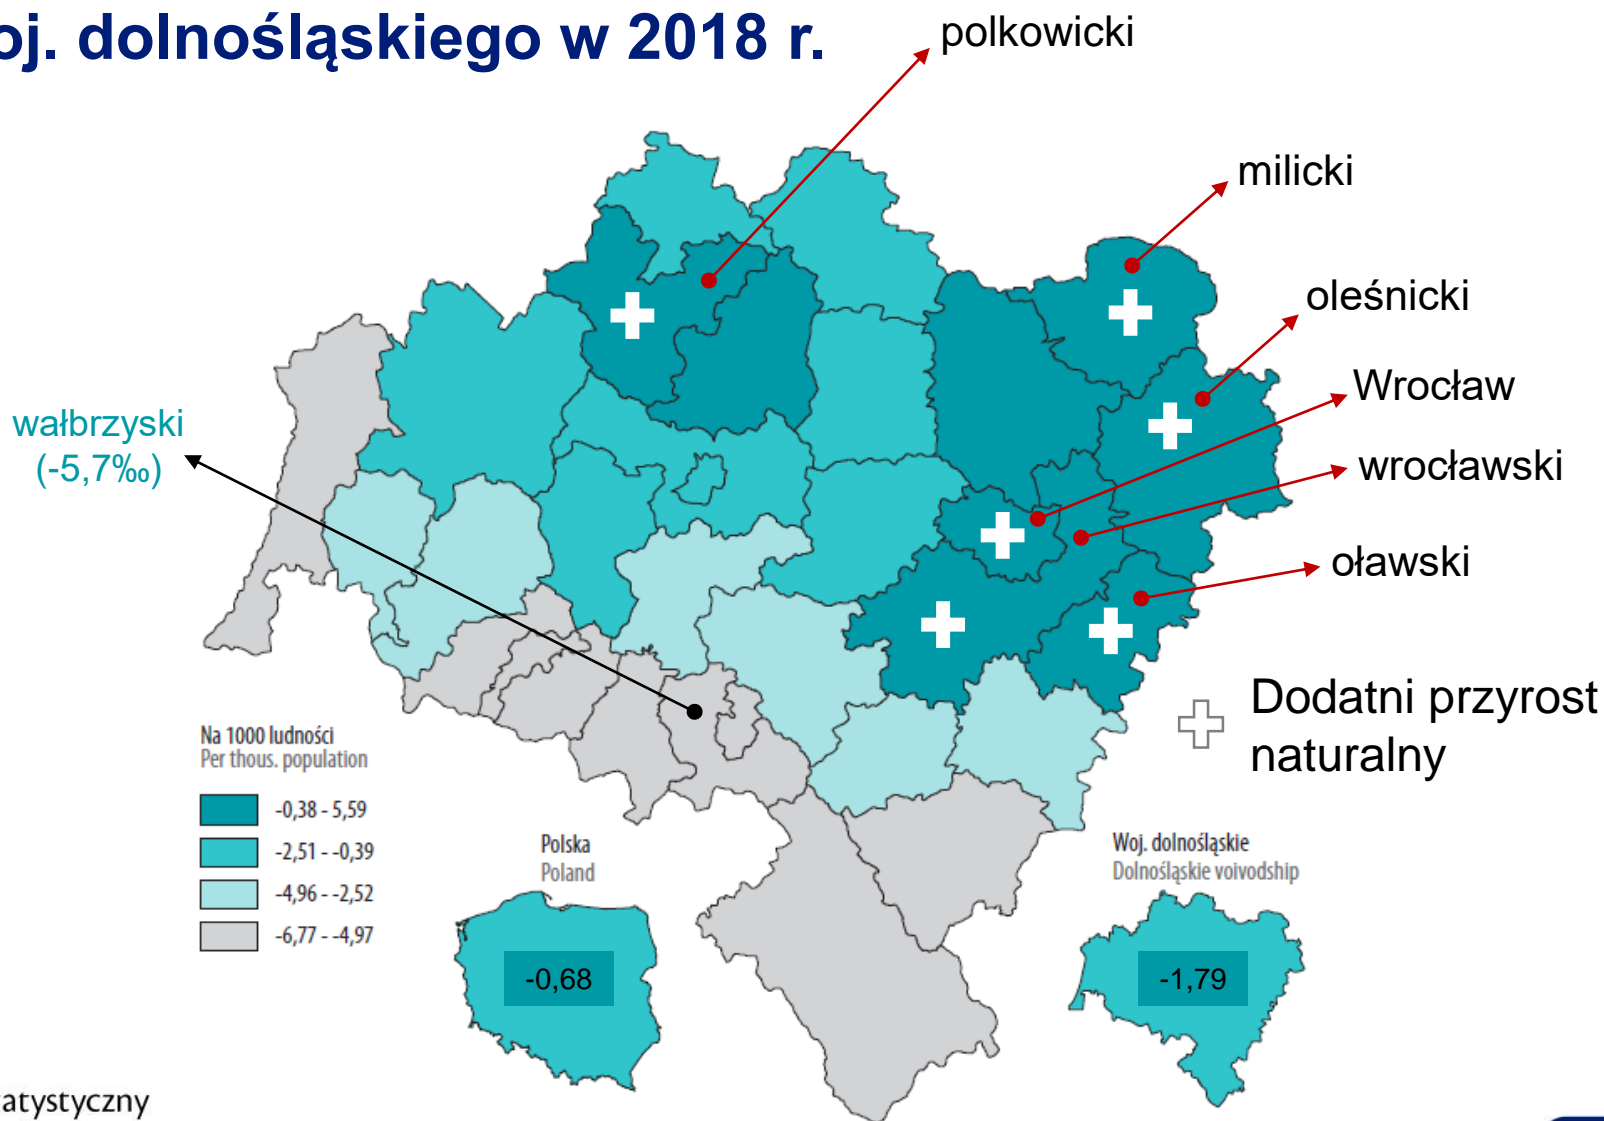 oj. dolnośląskiego w 2018 r.
polkowicki
milicki
oleśnicki
Wrocław
wrocławski
oławski
wałbrzyski
(-5,7‰)
Dodatni przyrost
naturalny
Na 1000 ludności
Per thous. population
-0,38 - 5,59
-2,51 - -0,39
-4,96 - -2,52
-6,77 - -4,97
Polska
Poland
-0,68
Woj. dolnośląskie
Dolnośląskie voivodship
-1,79
atystyczny